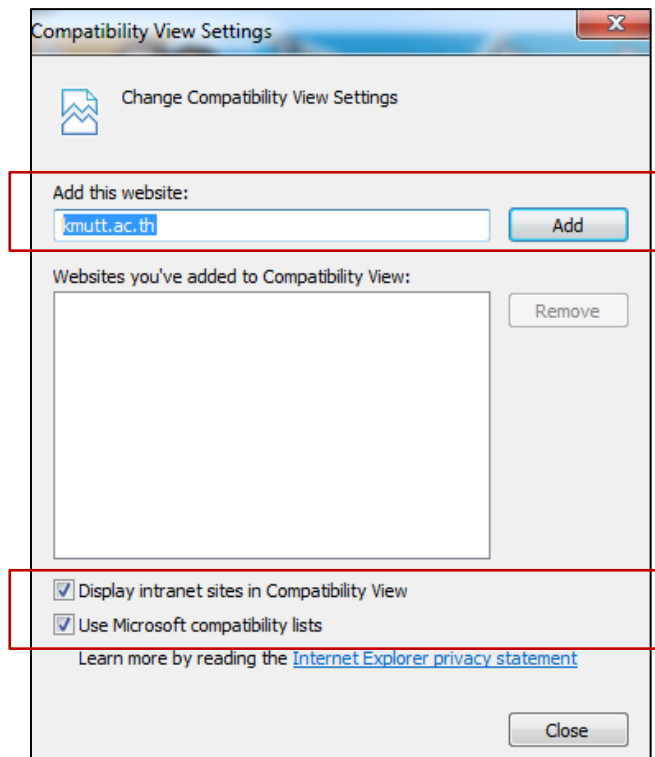 Compatibility View Settings
Change Compatibility View Settings
Add this website:
kmutt.ac.th
Add
Websites you've added to Compatibility View:
Remove
Display intranet sites in Compatibility View
Use Microsoft compatibility lists
Learn more by reading the Internet Explorer privacy statement
Close